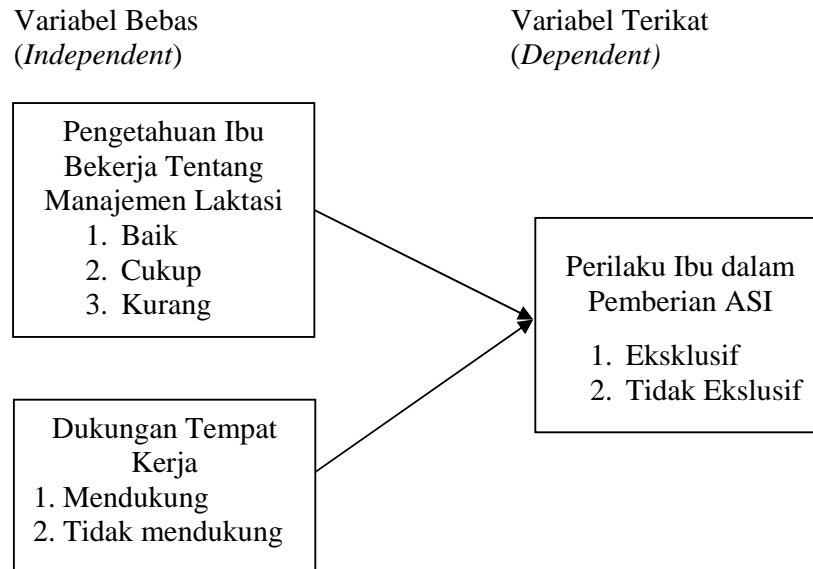 Variabel Bebas
(Independent)
Variabel Terikat
(Dependent)
Pengetahuan Ibu
Bekerja Tentang
Manajemen Laktasi
1. Baik
2. Cukup
3. Kurang
Perilaku Ibu dalam
Pemberian ASI
1. Eksklusif
2. Tidak Ekslusif
Dukungan Tempat
Kerja
1. Mendukung
2. Tidak mendukung